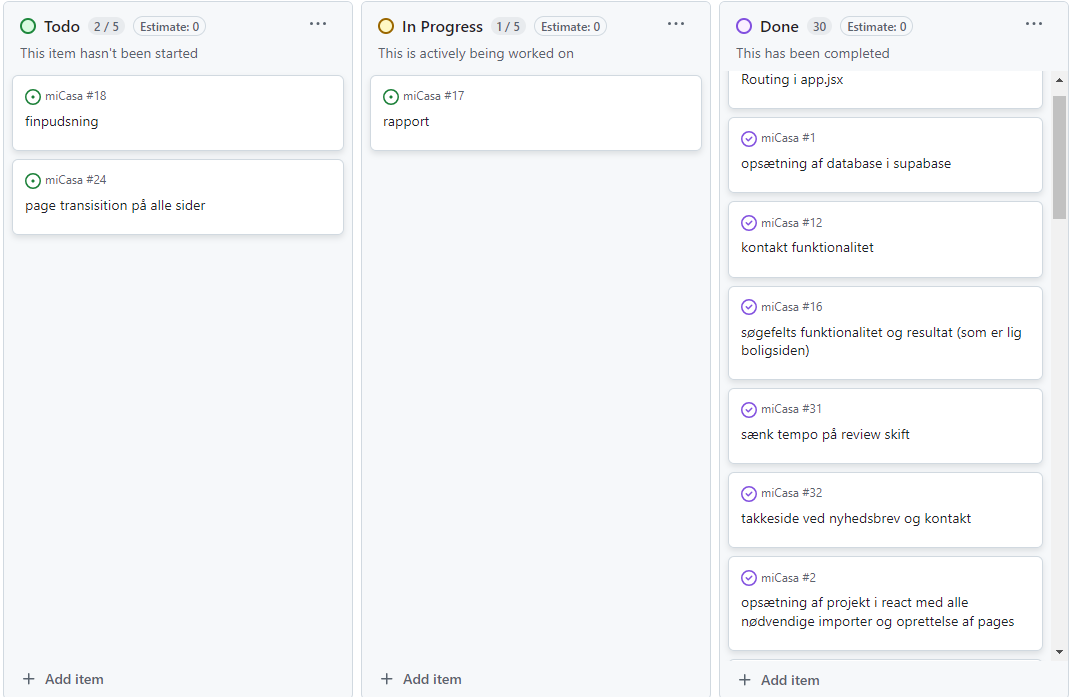 Todo 2 / 5 Estimate: 0
This item hasn't been started
miCasa #18
finpudsning
miCasa #24
page transisition på alle sider
Add item
In Progress 1 / 5 Estimate: 0
This is actively being worked on
miCasa #17
rapport
Add item
Done 30 Estimate: 0
This has been completed
Routing i app.jsx
miCasa #1
opsætning af database i supabase
miCasa #12
kontakt funktionalitet
miCasa #16
søgefelts funktionalitet og resultat (som er lig
boligsiden)
miCasa #31
sænk tempo på review skift
miCasa #32
takkeside ved nyhedsbrev og kontakt
miCasa #2
opsætning af projekt i react med alle
nødvendige importer og oprettelse af pages
Add item